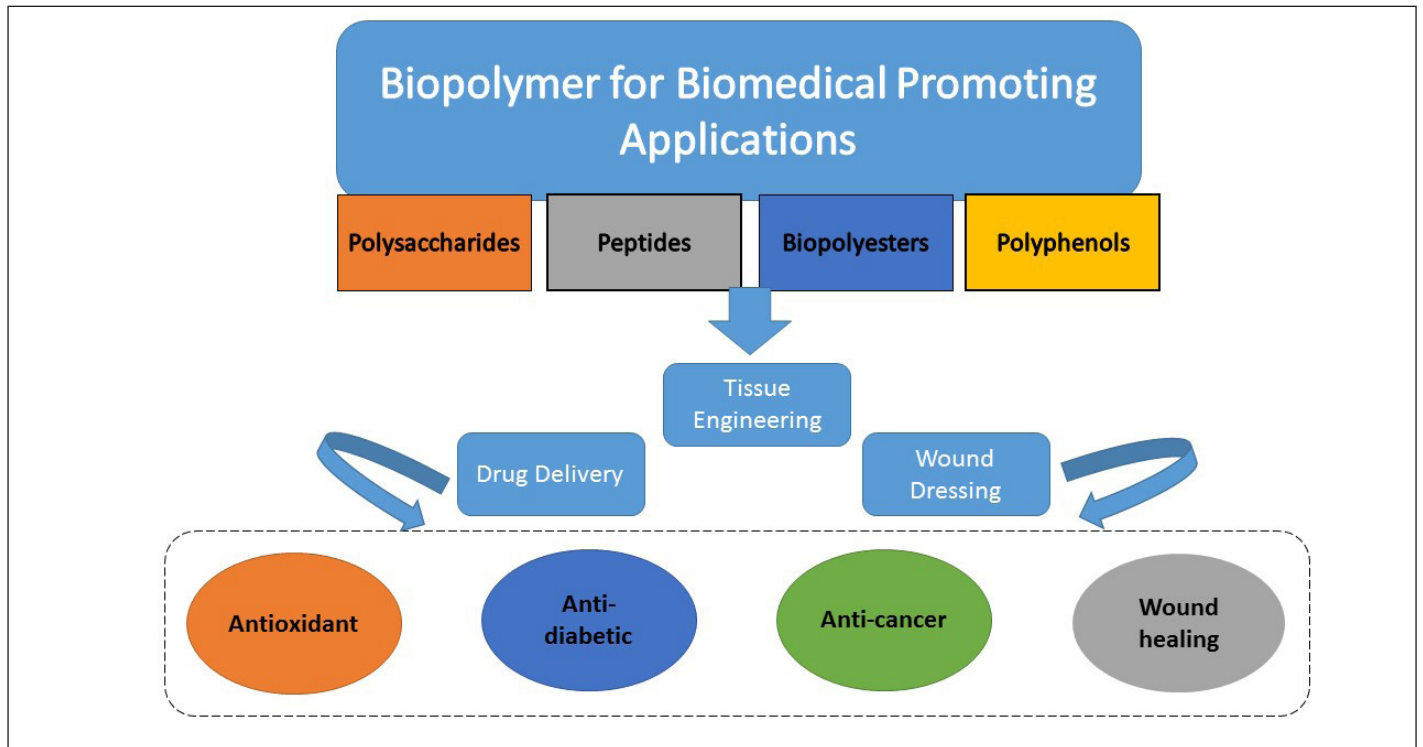 Biopolymer for Biomedical Promoting
Applications
Polysaccharides
Peptides
Biopolyesters
Polyphenols
Tissue
Engineering
Drug Delivery
Wound
Dressing
Antioxidant
Anti-
diabetic
Anti-cancer
Wound
healing